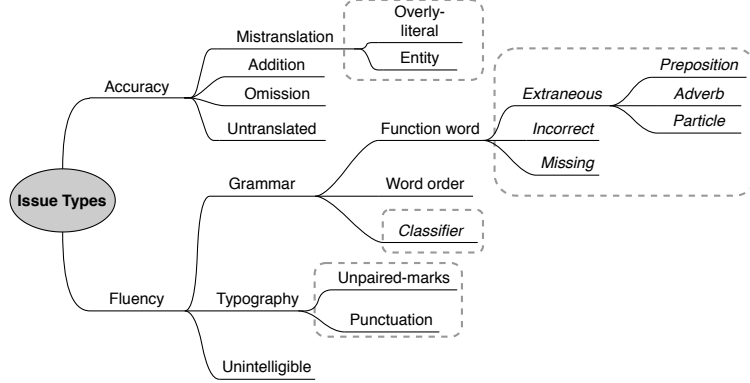 Issue Types
Accuracy
Mistranslation
Overly-
literal
Entity
Addition
Omission
Untranslated
Fluency
Grammar
Function word
Extraneous
Preposition
Adverb
Particle
Incorrect
Missing
Word order
Classifier
Typography
Unpaired-marks
Punctuation
Unintelligible